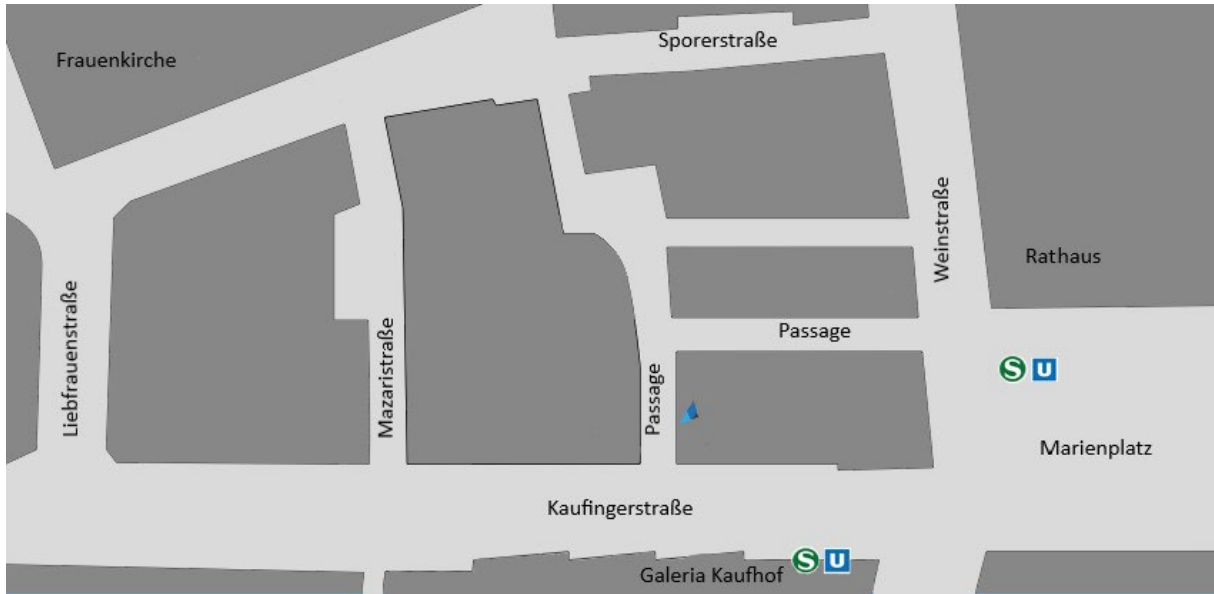 Sporerstraße
Frauenkirche
Weinstraße
Rathaus
Liebfrauenstraße
Mazaristraße
Passage
Passage
S U
Marienplatz
Kaufingerstraße
Galeria Kaufhof
S U